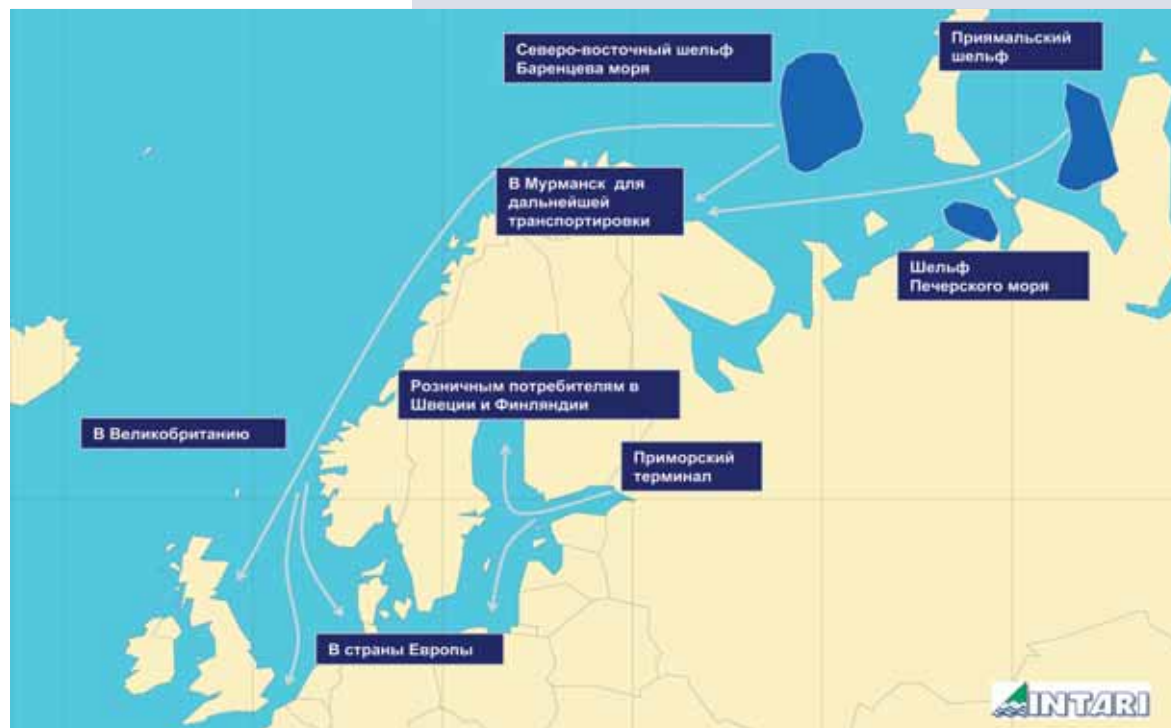 Северо-восточный шельф
Баренцева моря
Приямальский
шельф
В Мурманск для
дальнейшей
транспортировки
Шельф
Печерского моря
Розничным потребителям в
Швеции и Финляндии
В Великобританию
Приморский
терминал
В страны Европы
INTARI